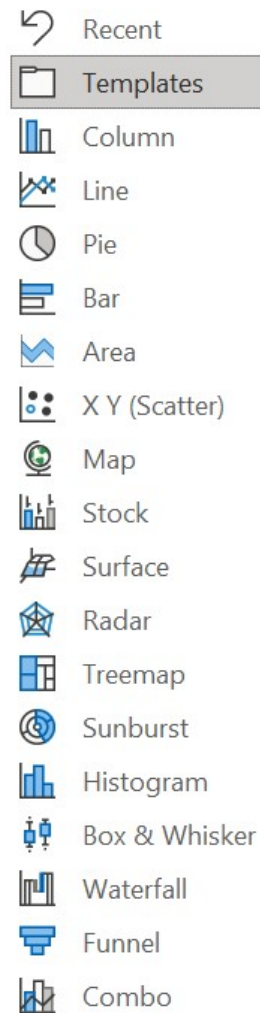 Recent
Templates
Column
Line
Pie
Bar
Area
X Y (Scatter)
Map
Stock
Surface
Radar
Treemap
Sunburst
Histogram
Box & Whisker
Waterfall
Funnel
Combo